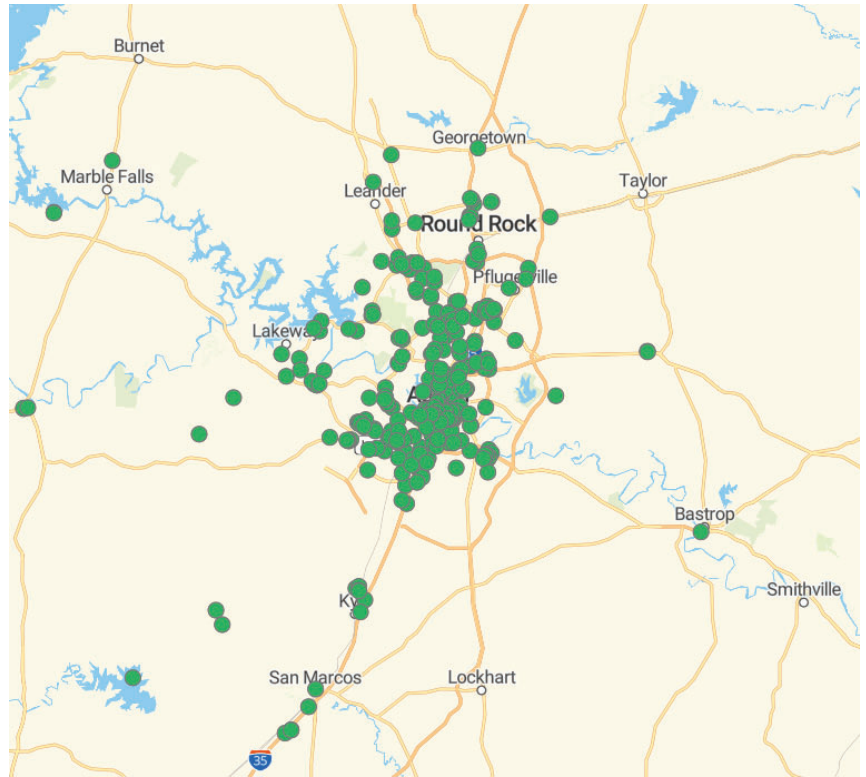 Burnet
Georgetown
Marble Falls
Leander
Taylor
Round Rock
Pflugerville
Lakeway
Bastrop
Smithville
San Marcos
Lockhart
35